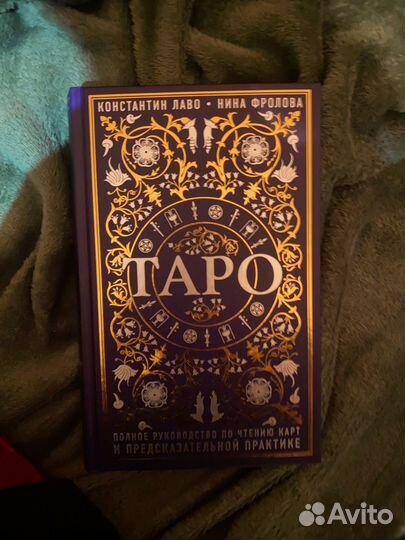 КОНСТАНТИН ЛАВО • НИНА ФРОЛОВА
ТАРО
ПОЛНОЕ РУКОВОДСТВО ПО ЧТЕНИЮ КАРТ
И ПРЕДСКАЗАТЕЛЬНОЙ ПРАКТИКЕ
Avito